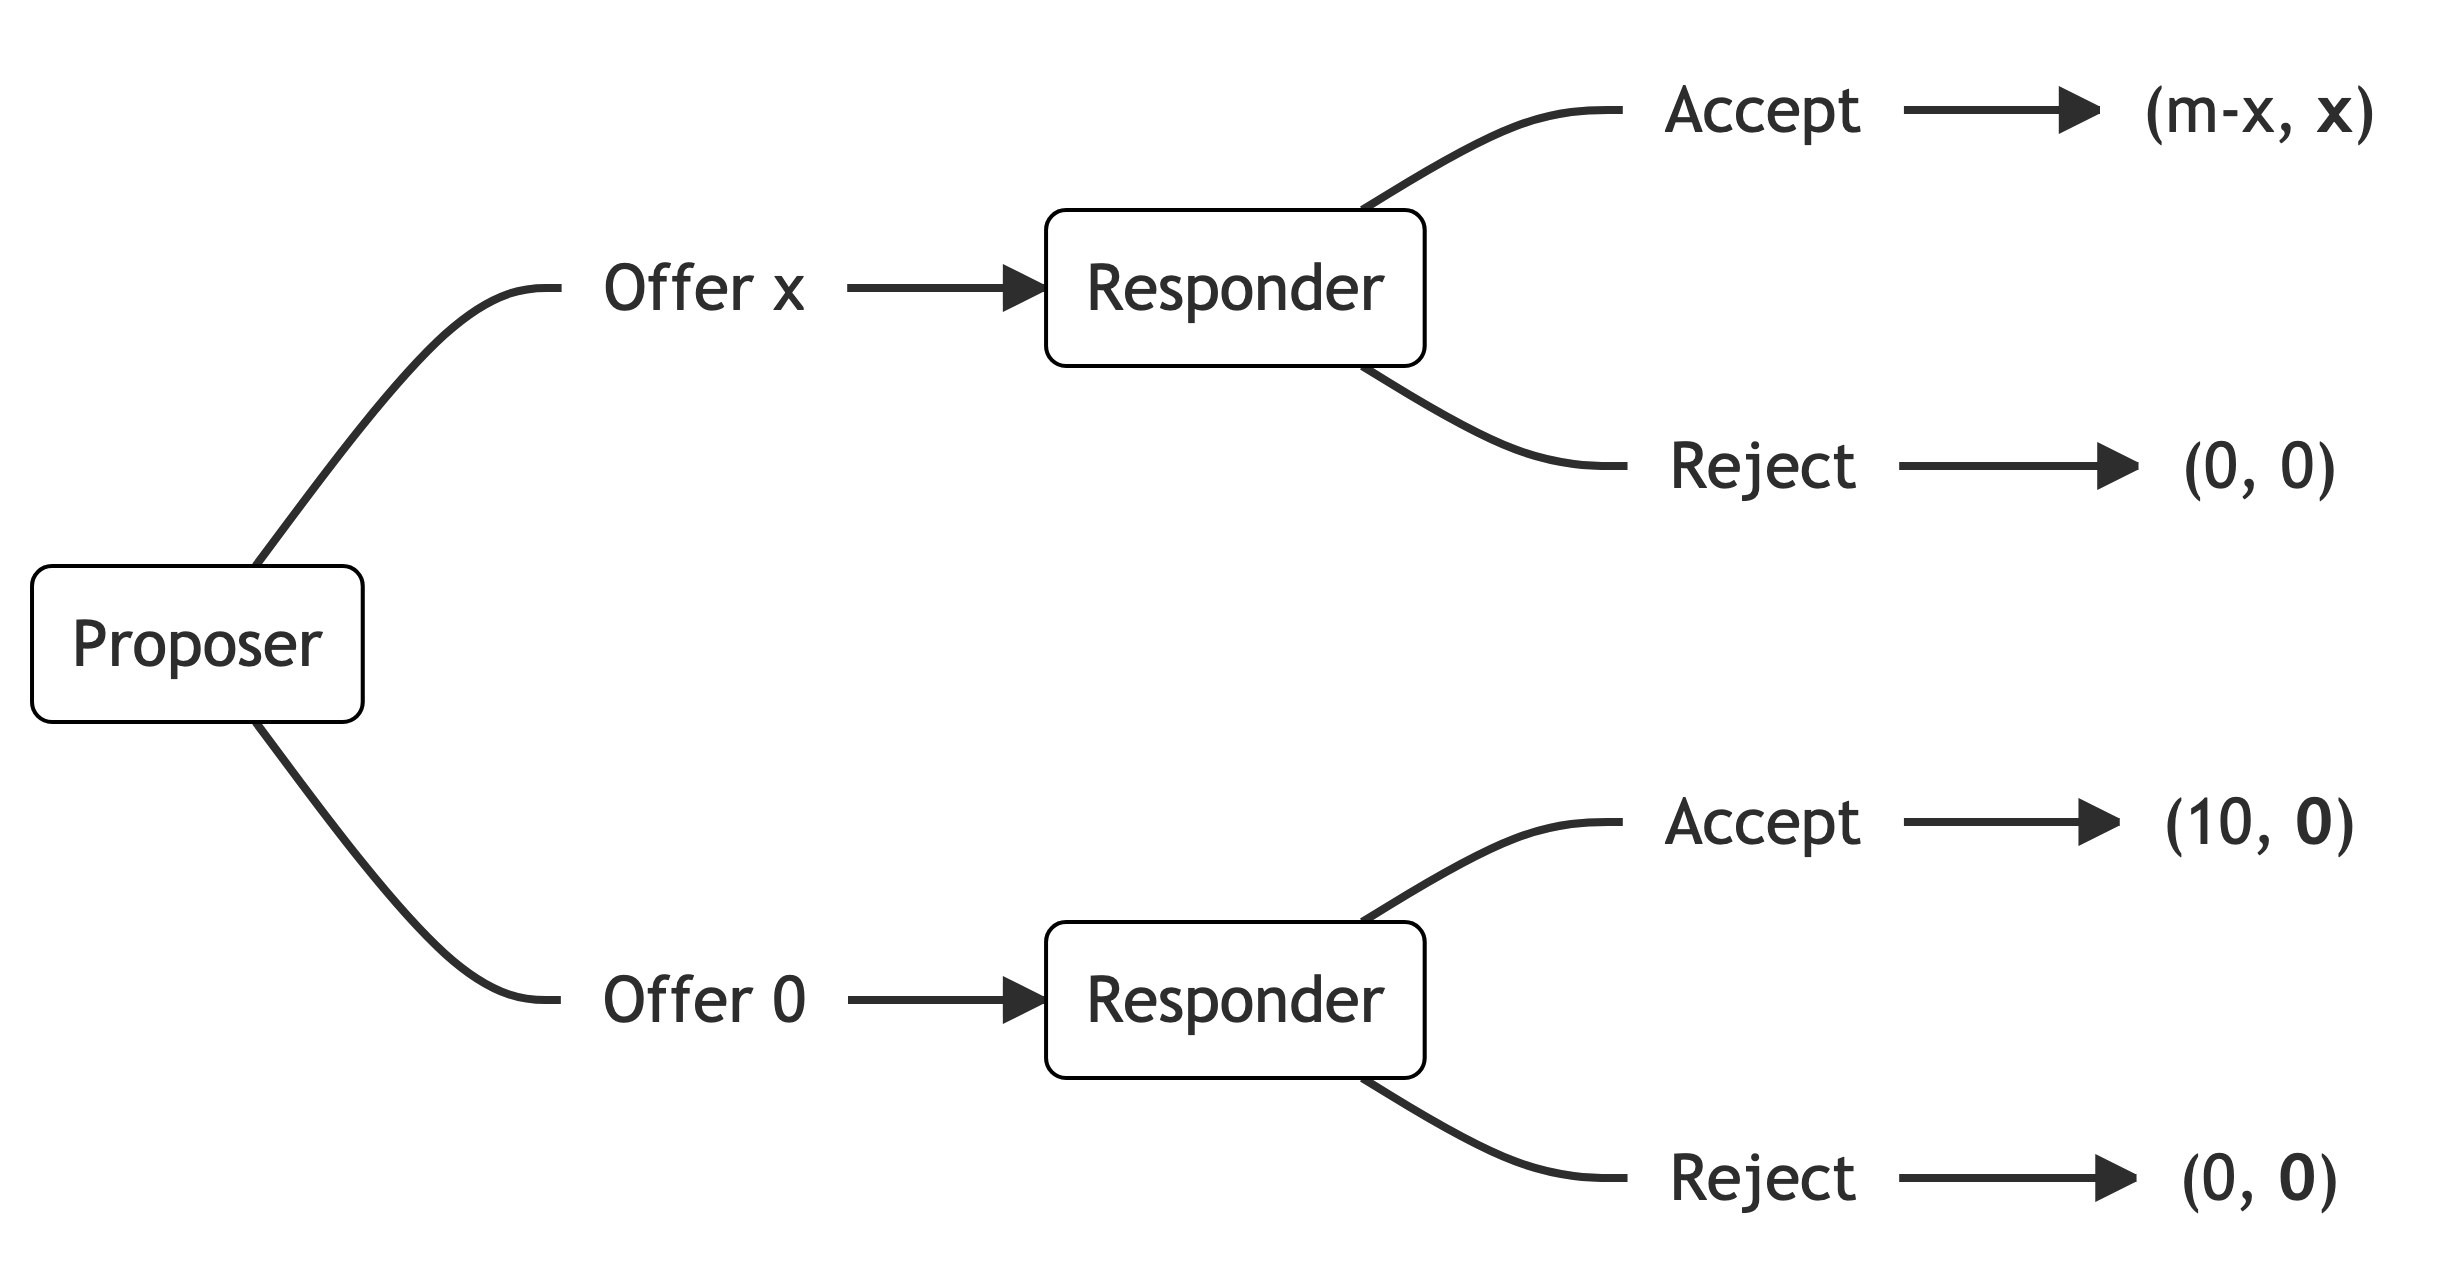 Accept
(m-x, x)
Offer x
Responder
Reject
(0, 0)
Proposer
Accept
(10, 0)
Offer 0
Responder
Reject
(0, 0)